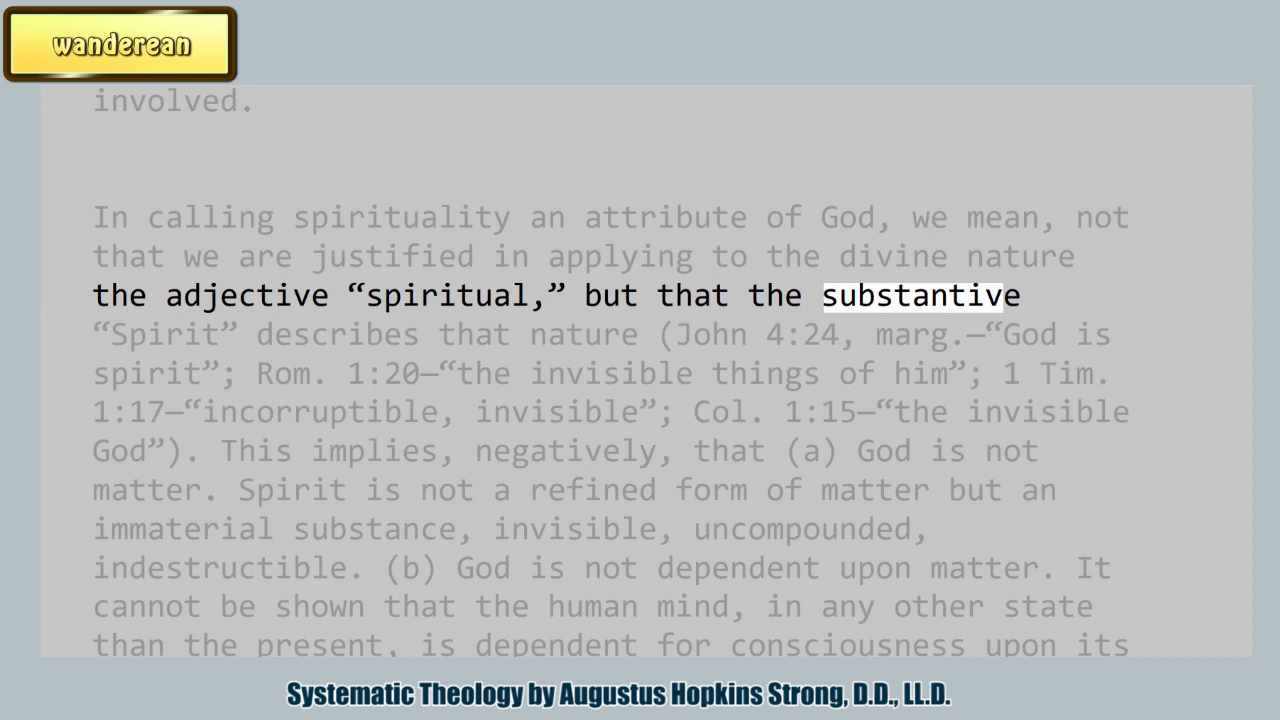 wanderean
involved.
In calling spirituality an attribute of God, we mean, not
that we are justified in applying to the divine nature
the adjective “spiritual,” but that the substantive
“Spirit” describes that nature (John 4:24, marg.—“God is
spirit”; Rom. 1:20—“the invisible things of him”; 1 Tim.
1:17—“incorruptible, invisible”; Col. 1:15—“the invisible
God”). This implies, negatively, that (a) God is not
matter. Spirit is not a refined form of matter but an
immaterial substance, invisible, uncompounded,
indestructible. (b) God is not dependent upon matter. It
cannot be shown that the human mind, in any other state
than the present, is dependent for consciousness upon its
Systematic Theology by Augustus Hopkins Strong, D.D., LL.D.